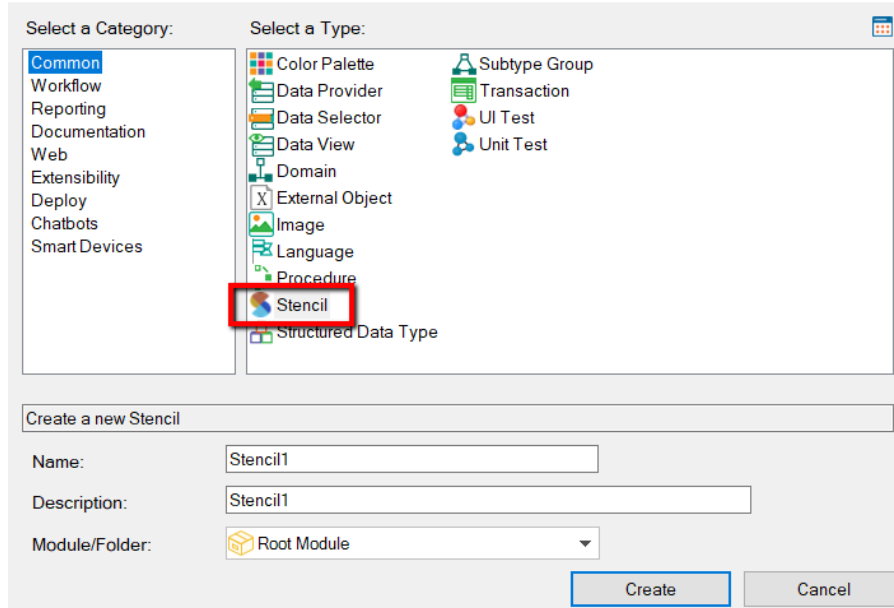 Select a Category:
Select a Type:
Common
Workflow
Reporting
Documentation
Web
Extensibility
Deploy
Chatbots
Smart Devices
Color Palette
Data Provider
Data Selector
Data View
Domain
External Object
Image
Language
Procedure
Stencil
Structured Data Type
Subtype Group
Transaction
UI Test
Unit Test
Create a new Stencil
Name:
Stencil1
Description:
Stencil1
Module/Folder:
Root Module
Create
Cancel